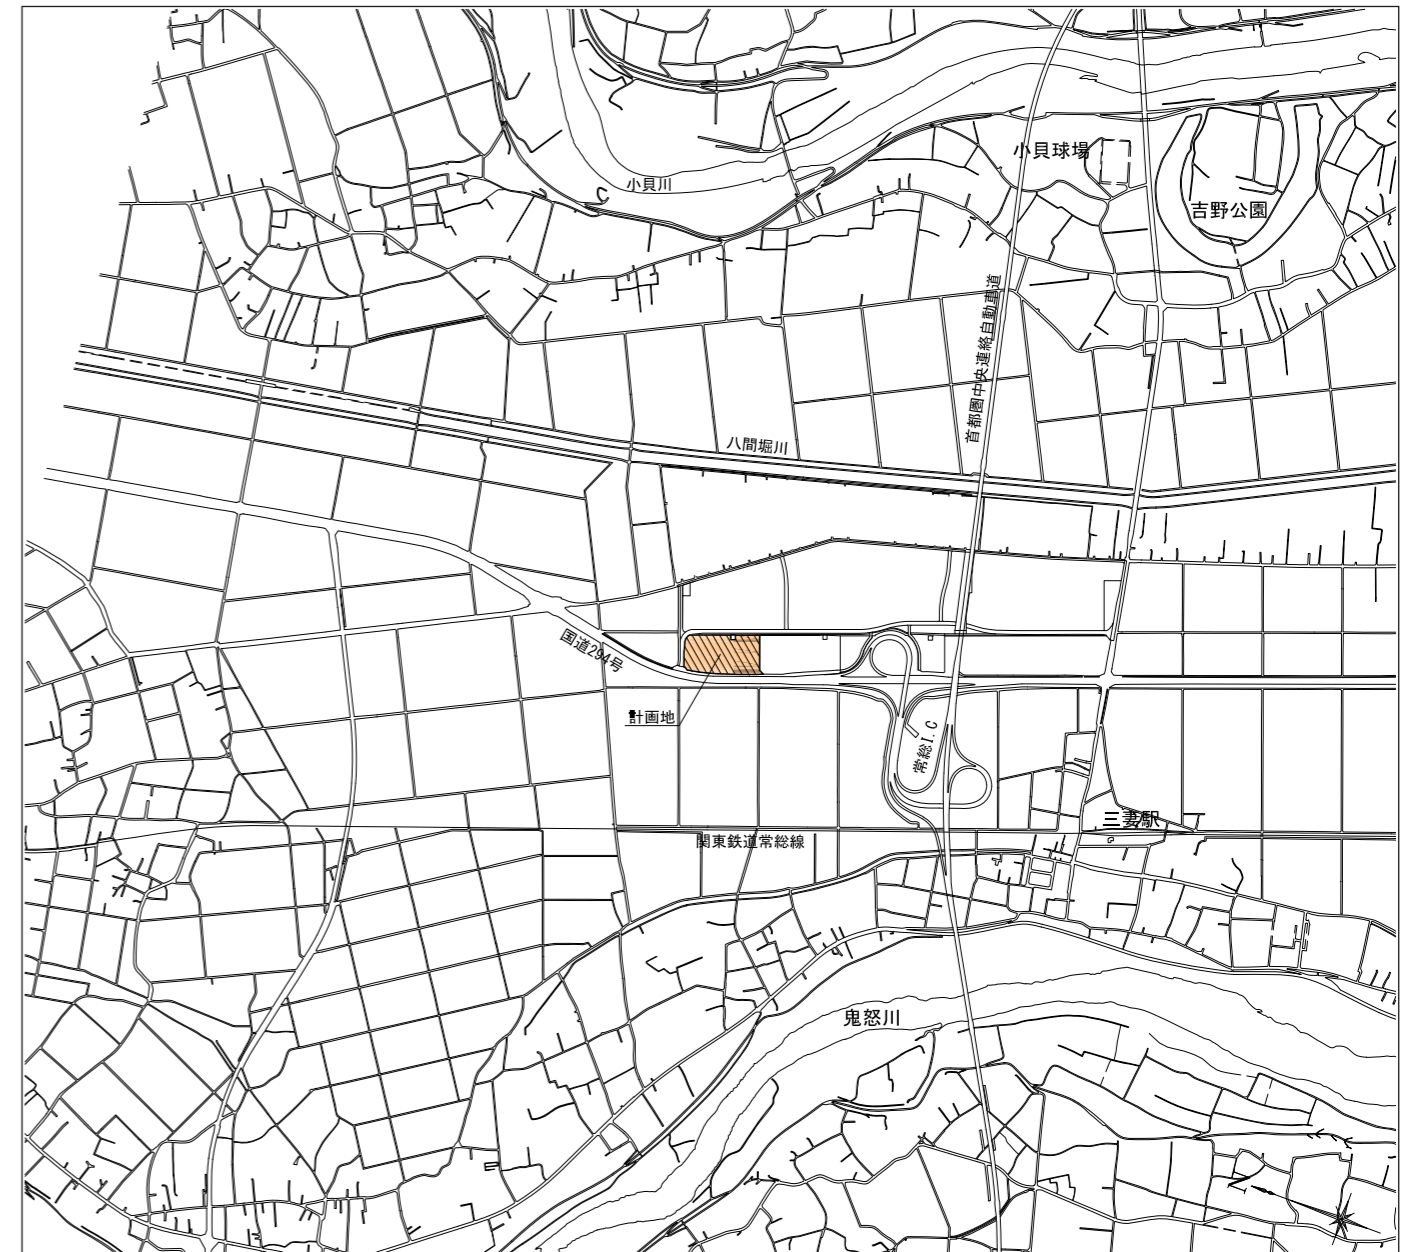 小貝球場
小貝川
吉野公園
首都圏中央連絡自動車道
八間堀川
国道294号
計画地
常総I.C
三妻駅
関東鉄道常総線
鬼怒川
N